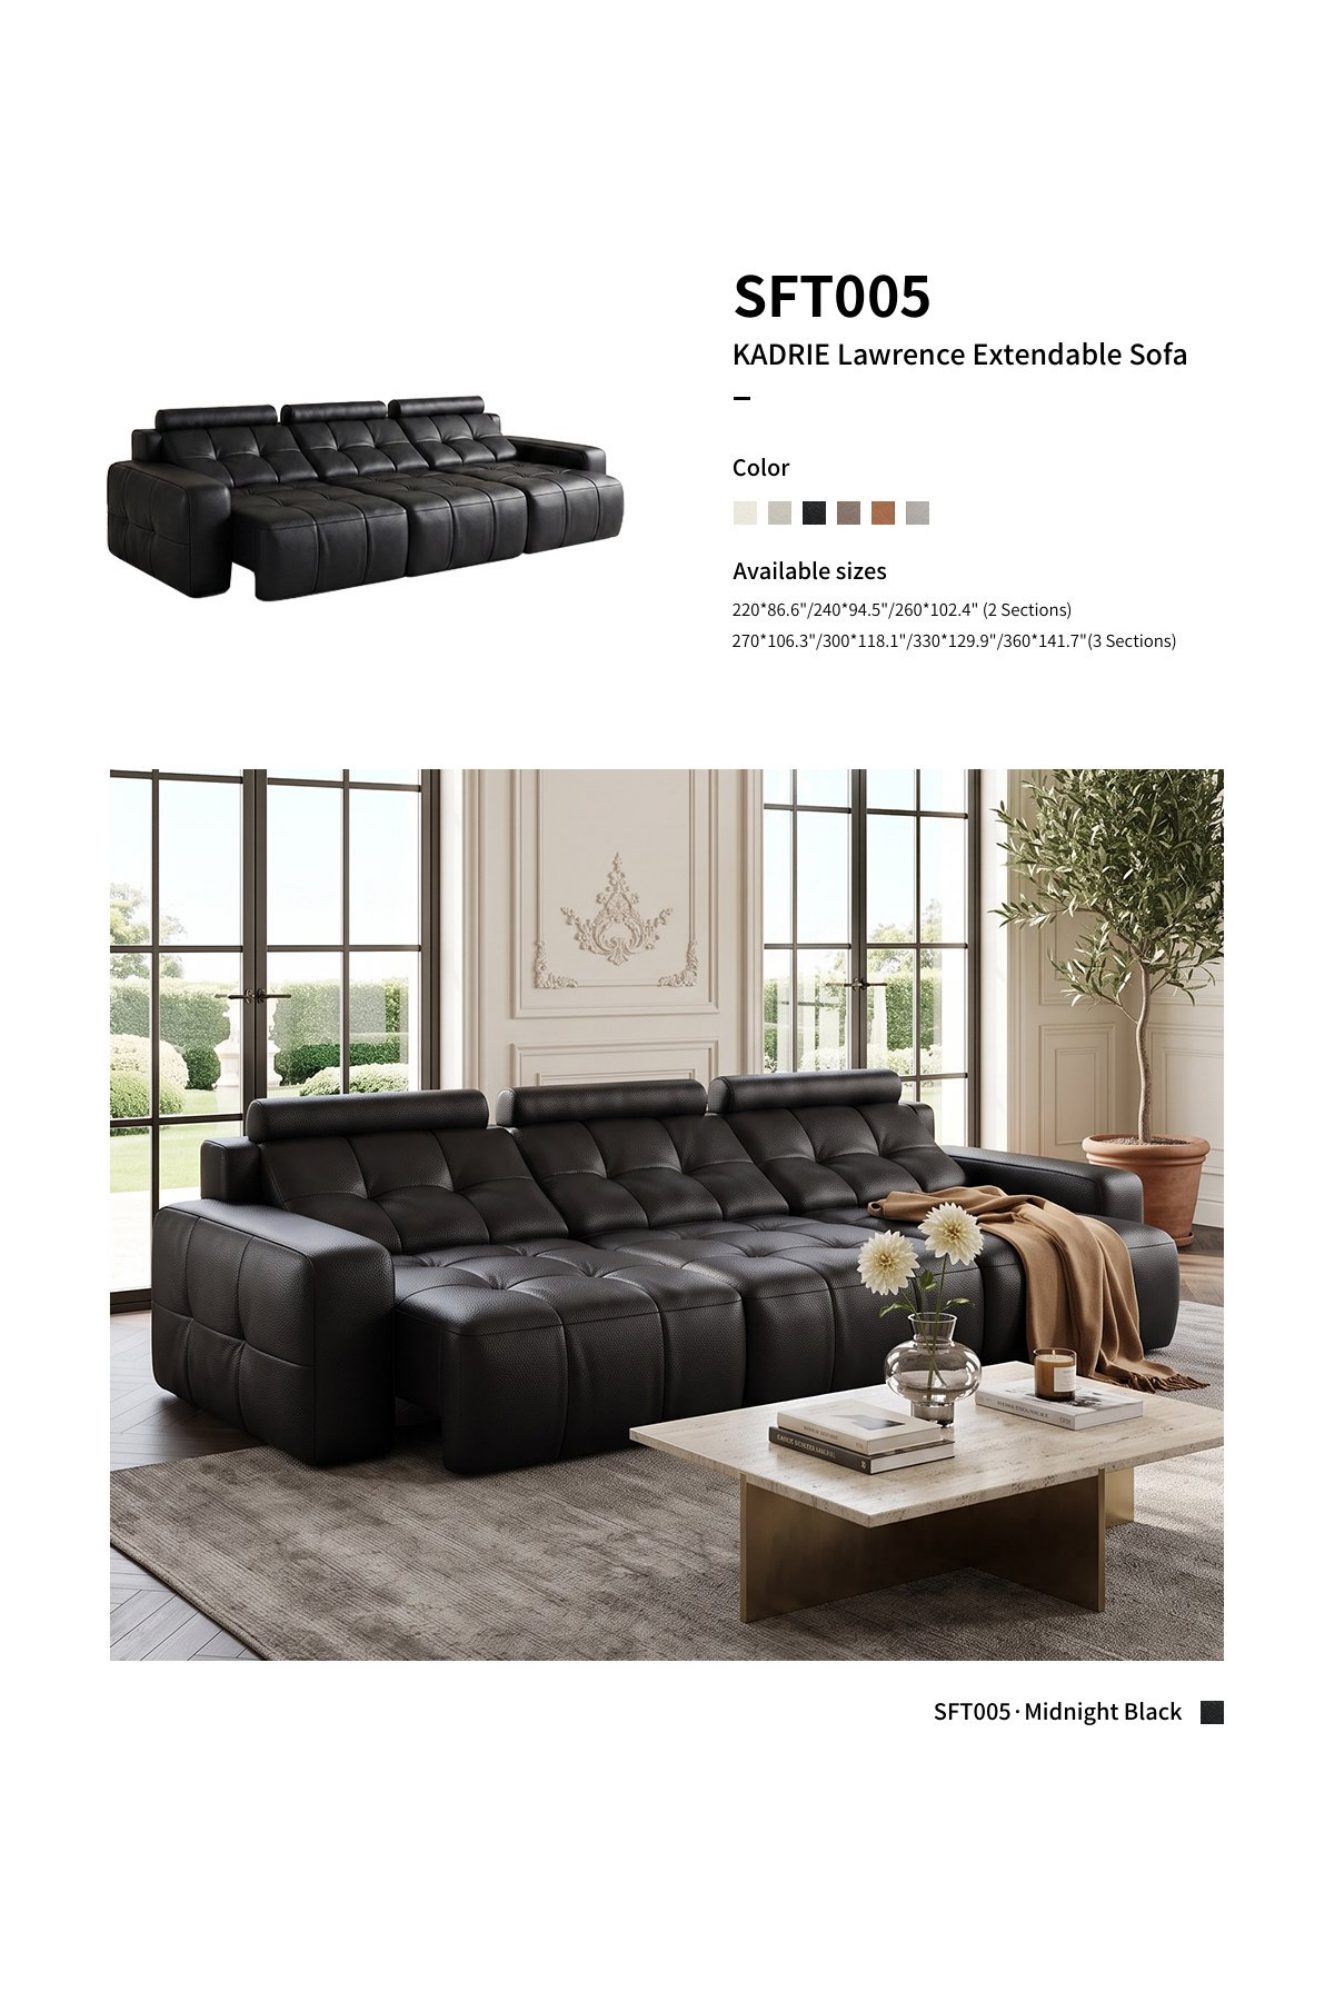 SFT005
KADRIE Lawrence Extendable Sofa
Color
Available sizes
220*86.6"/240*94.5"/260*102.4" (2 Sections)
270*106.3"/300*118.1"/330*129.9"/360*141.7"(3 Sections)
SFT005·Midnight Black